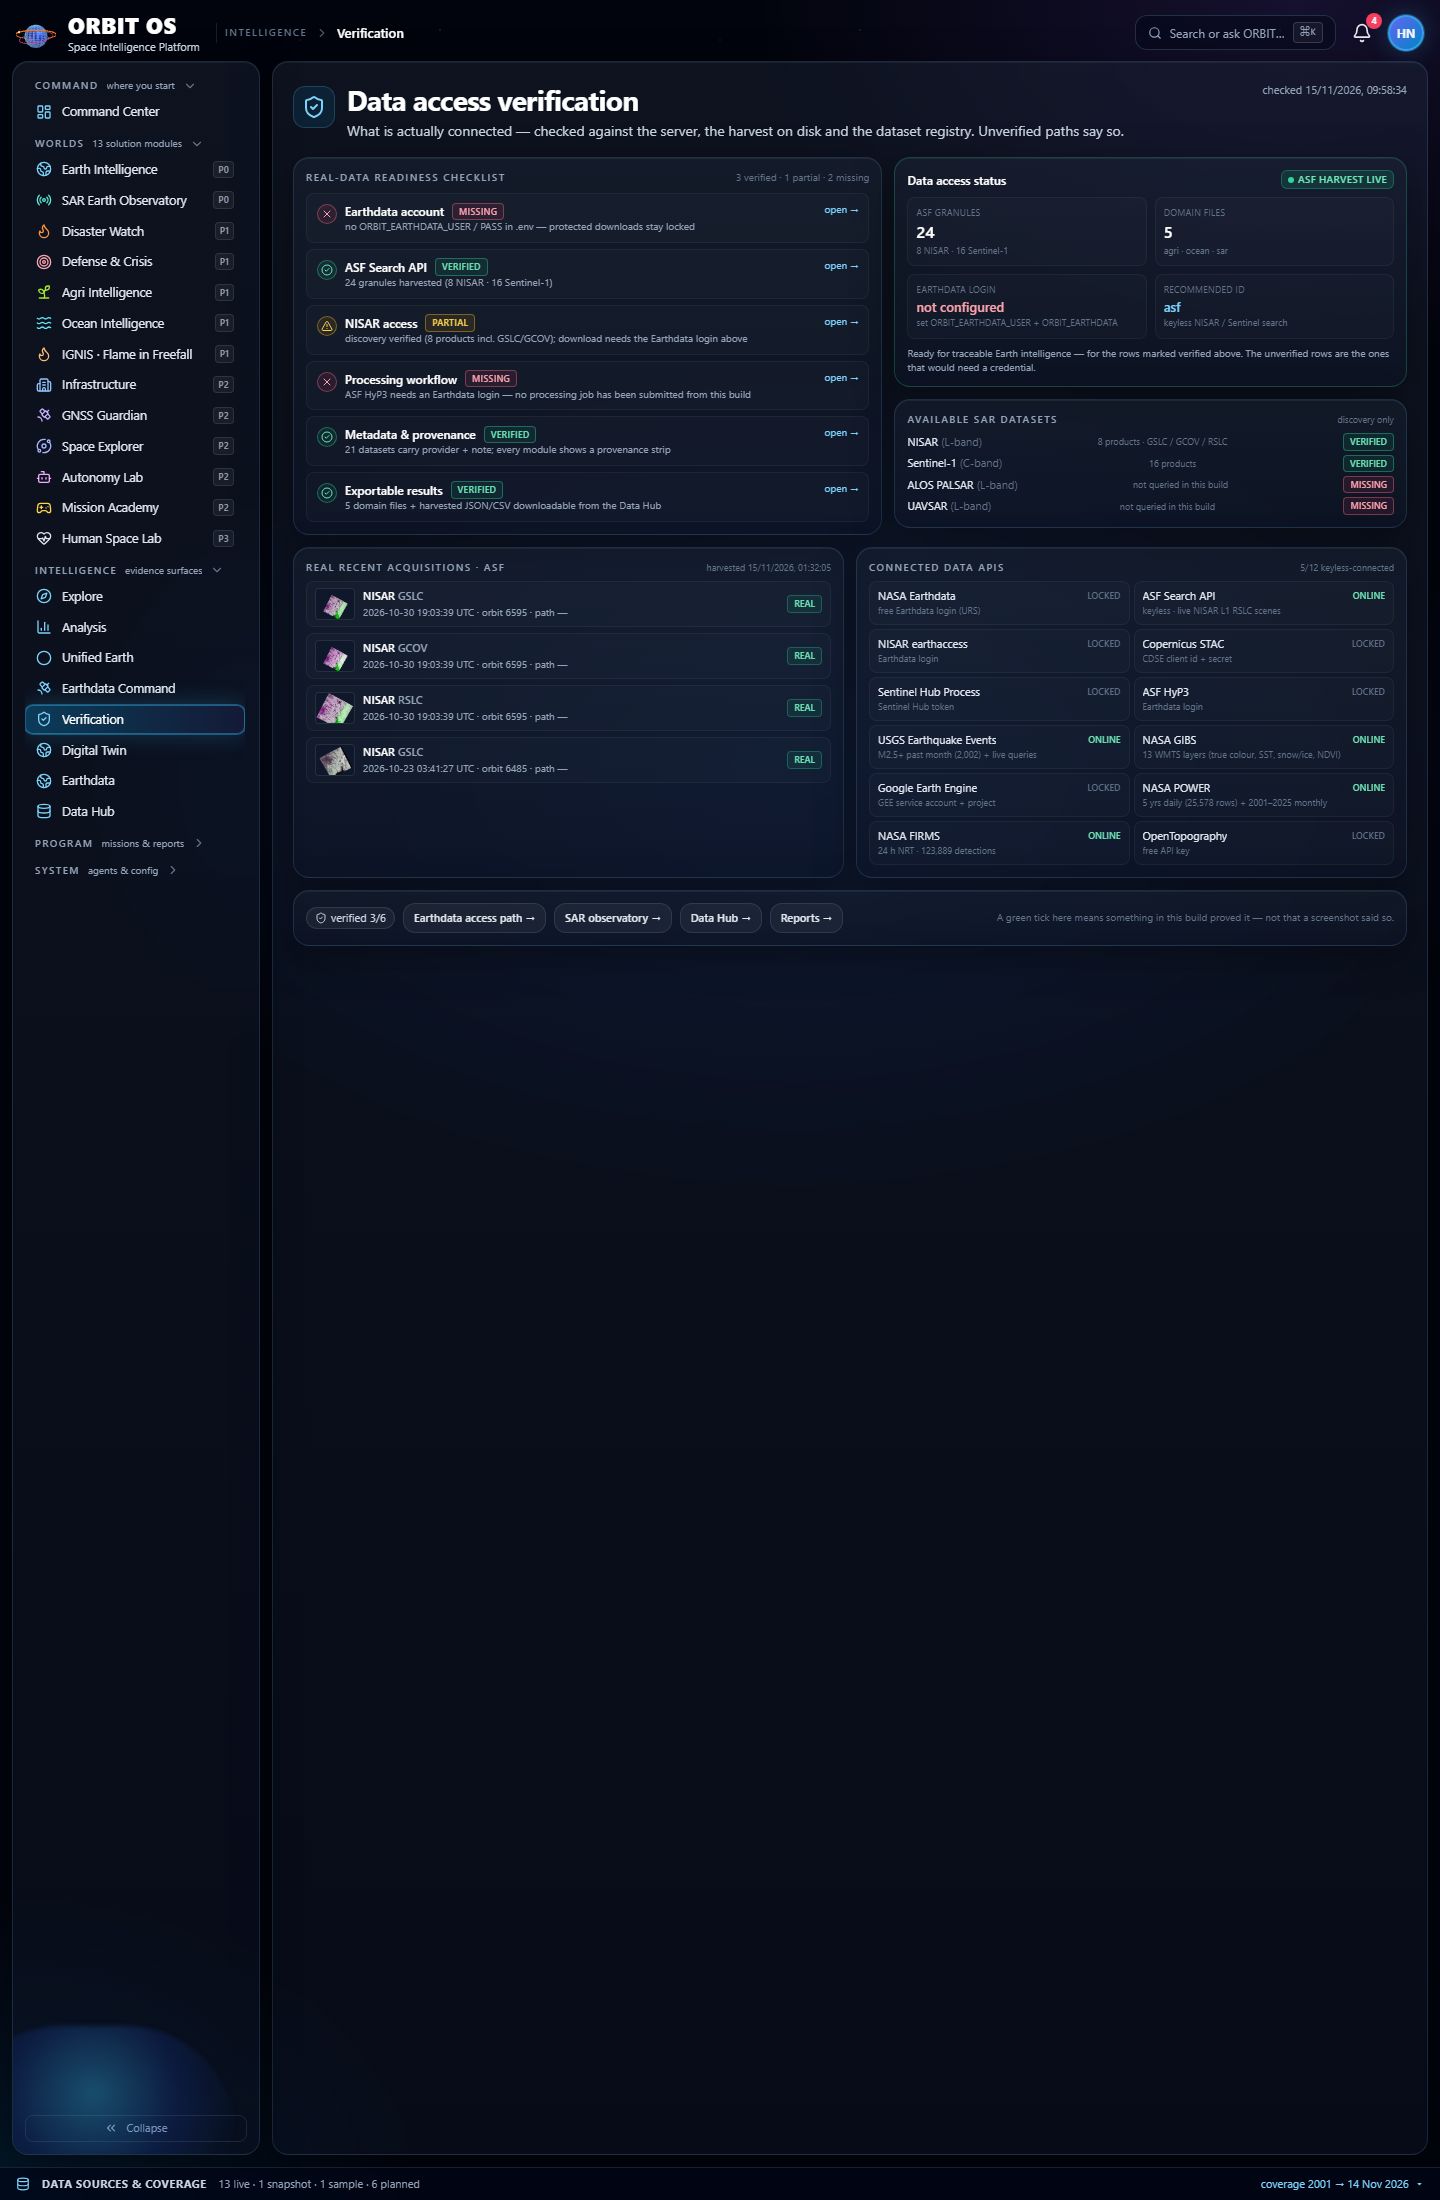 ORBIT OS
Space Intelligence Platform
INTELLIGENCE > Verification
Search or ask ORBIT... ⌘K
4
HN
COMMAND where you start
Command Center
WORLDS 13 solution modules
Earth Intelligence P0
SAR Earth Observatory P0
Disaster Watch P1
Defense & Crisis P1
Agri Intelligence P1
Ocean Intelligence P1
IGNIS · Flame in Freefall P1
Infrastructure P2
GNSS Guardian P2
Space Explorer P2
Autonomy Lab P2
Mission Academy P2
Human Space Lab P3
INTELLIGENCE evidence surfaces
Explore
Analysis
Unified Earth
Earthdata Command
Verification
Digital Twin
Earthdata
Data Hub
PROGRAM missions & reports
SYSTEM agents & config
Collapse
Data access verification
checked 15/11/2026, 09:58:34
What is actually connected — checked against the server, the harvest on disk and the dataset registry. Unverified paths say so.
REAL-DATA READINESS CHECKLIST 3 verified · 1 partial · 2 missing
Earthdata account MISSING open →
no ORBIT_EARTHDATA_USER / PASS in .env — protected downloads stay locked
ASF Search API VERIFIED open →
24 granules harvested (8 NISAR · 16 Sentinel-1)
NISAR access PARTIAL open →
discovery verified (8 products incl. GSLC/GCOV); download needs the Earthdata login above
Processing workflow MISSING open →
ASF HyP3 needs an Earthdata login — no processing job has been submitted from this build
Metadata & provenance VERIFIED open →
21 datasets carry provider + note; every module shows a provenance strip
Exportable results VERIFIED open →
5 domain files + harvested JSON/CSV downloadable from the Data Hub
Data access status ASF HARVEST LIVE
ASF GRANULES
24
8 NISAR · 16 Sentinel-1
DOMAIN FILES
5
agri · ocean · sar
EARTHDATA LOGIN
not configured
set ORBIT_EARTHDATA_USER + ORBIT_EARTHDATA
RECOMMENDED ID
asf
keyless NISAR / Sentinel search
Ready for traceable Earth intelligence — for the rows marked verified above. The unverified rows are the ones
that would need a credential.
AVAILABLE SAR DATASETS discovery only
NISAR (L-band) 8 products · GSLC / GCOV / RSLC VERIFIED
Sentinel-1 (C-band) 16 products VERIFIED
ALOS PALSAR (L-band) not queried in this build MISSING
UAVSAR (L-band) not queried in this build MISSING
REAL RECENT ACQUISITIONS · ASF harvested 15/11/2026, 01:32:05
NISAR GSLC REAL
2026-10-30 19:03:39 UTC · orbit 6595 · path —
NISAR GCOV REAL
2026-10-30 19:03:39 UTC · orbit 6595 · path —
NISAR RSLC REAL
2026-10-30 19:03:39 UTC · orbit 6595 · path —
NISAR GSLC REAL
2026-10-23 03:41:27 UTC · orbit 6485 · path —
CONNECTED DATA APIS 5/12 keyless-connected
NASA Earthdata LOCKED
free Earthdata login (URS)
ASF Search API ONLINE
keyless · live NISAR L1 RSLC scenes
NISAR earthaccess LOCKED
Earthdata login
Copernicus STAC LOCKED
CDSE client id + secret
Sentinel Hub Process LOCKED
Sentinel Hub token
ASF HyP3 LOCKED
Earthdata login
USGS Earthquake Events ONLINE
M2.5+ past month (2,002) + live queries
NASA GIBS ONLINE
13 WMTS layers (true colour, SST, snow/ice, NDVI)
Google Earth Engine LOCKED
GEE service account + project
NASA POWER ONLINE
5 yrs daily (25,578 rows) + 2001–2025 monthly
NASA FIRMS ONLINE
24 h NRT · 123,889 detections
OpenTopography LOCKED
free API key
verified 3/6 Earthdata access path → SAR observatory → Data Hub → Reports →
A green tick here means something in this build proved it — not that a screenshot said so.
DATA SOURCES & COVERAGE 13 live · 1 snapshot · 1 sample · 6 planned
coverage 2001 → 14 Nov 2026